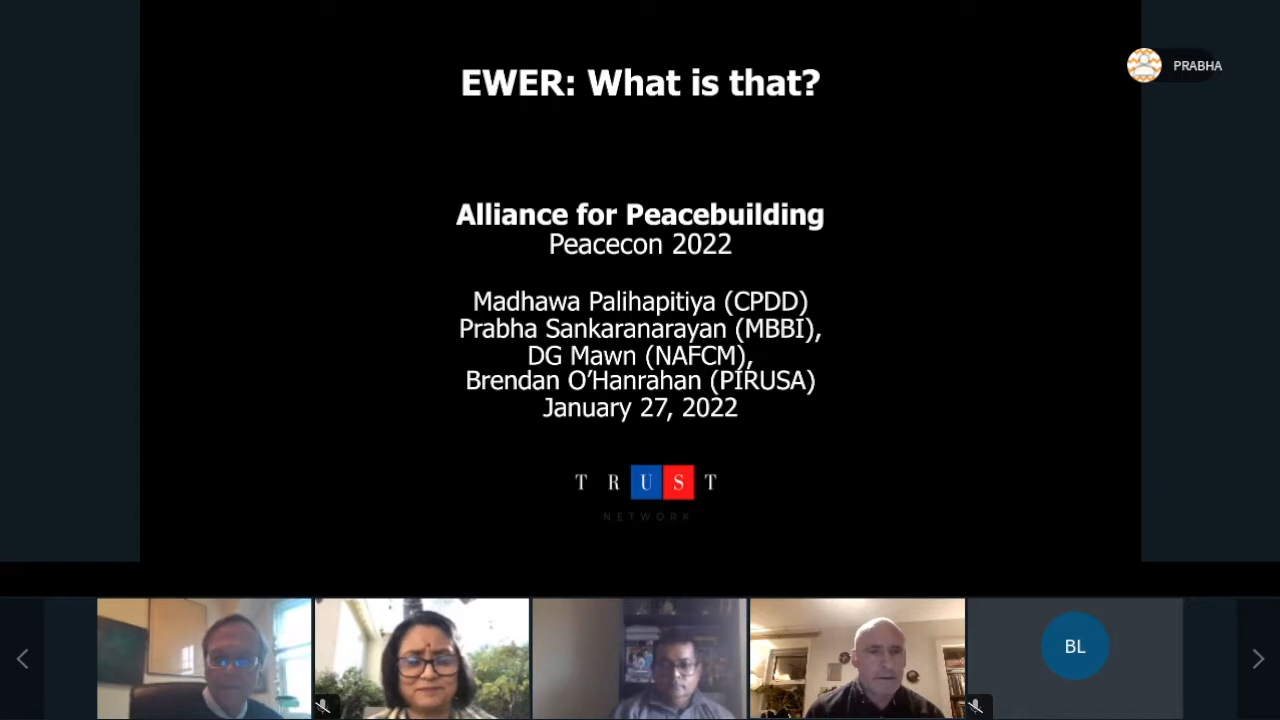 EWER: What is that?
PRABHA
Alliance for Peacebuilding
Peacecon 2022
Madhawa Palihapitiya (CPDD)
Prabha Sankaranarayan (MBBI),
DG Mawn (NAFCM),
Brendan O’Hanrahan (PIRUSA)
January 27, 2022
T R U S T
NETWORK
BL